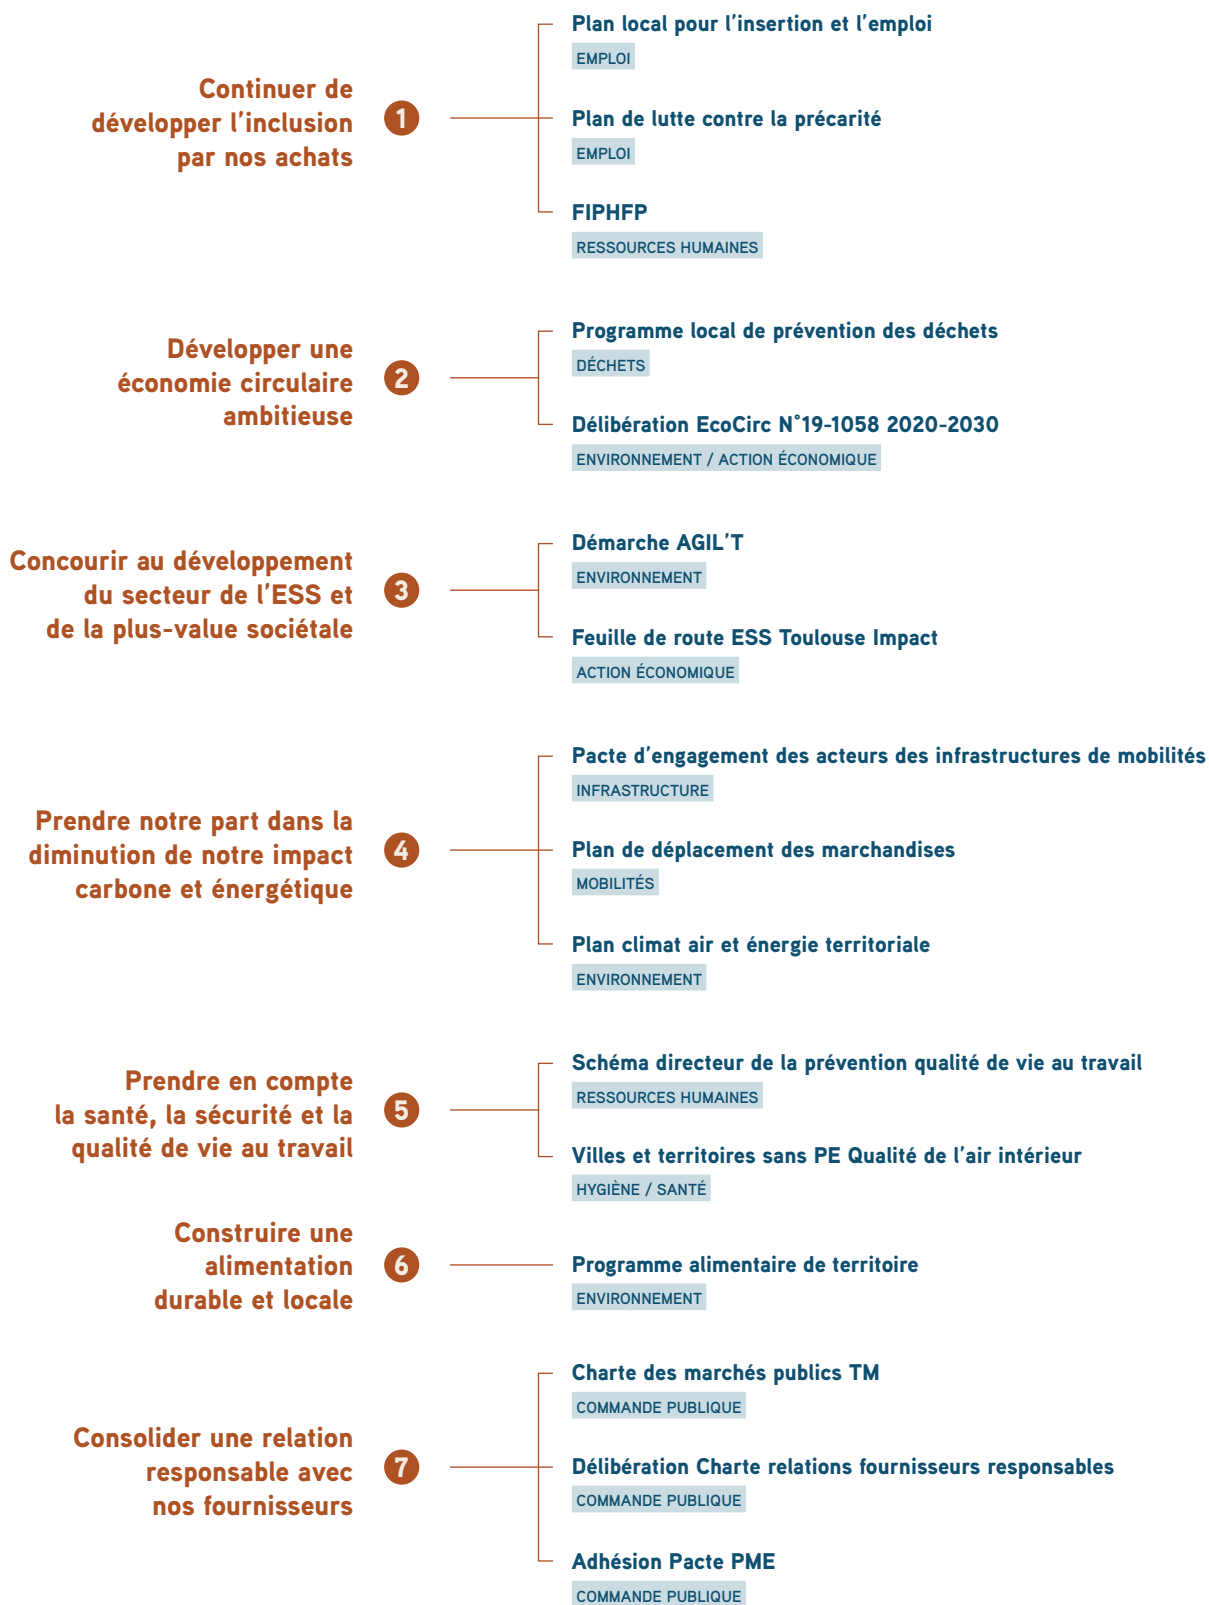 Continuer de
développer l’inclusion
par nos achats
1
Plan local pour l’insertion et l’emploi
EMPLOI
Plan de lutte contre la précarité
EMPLOI
FIPHFP
RESSOURCES HUMAINES
Développer une
économie circulaire
ambitieuse
2
Programme local de prévention des déchets
DÉCHETS
Délibération EcoCirc N°19-1058 2020-2030
ENVIRONNEMENT / ACTION ÉCONOMIQUE
Concourir au développement
du secteur de l’ESS et
de la plus-value sociétale
3
Démarche AGIL’T
ENVIRONNEMENT
Feuille de route ESS Toulouse Impact
ACTION ÉCONOMIQUE
Prendre notre part dans la
diminution de notre impact
carbone et énergétique
4
Pacte d’engagement des acteurs des infrastructures de mobilités
INFRASTRUCTURE
Plan de déplacement des marchandises
MOBILITÉS
Plan climat air et énergie territoriale
ENVIRONNEMENT
Prendre en compte
la santé, la sécurité et la
qualité de vie au travail
5
Schéma directeur de la prévention qualité de vie au travail
RESSOURCES HUMAINES
Villes et territoires sans PE Qualité de l’air intérieur
HYGIÈNE / SANTÉ
Construire une
alimentation
durable et locale
6
Programme alimentaire de territoire
ENVIRONNEMENT
Consolider une relation
responsable avec
nos fournisseurs
7
Charte des marchés publics TM
COMMANDE PUBLIQUE
Délibération Charte relations fournisseurs responsables
COMMANDE PUBLIQUE
Adhésion Pacte PME
COMMANDE PUBLIQUE